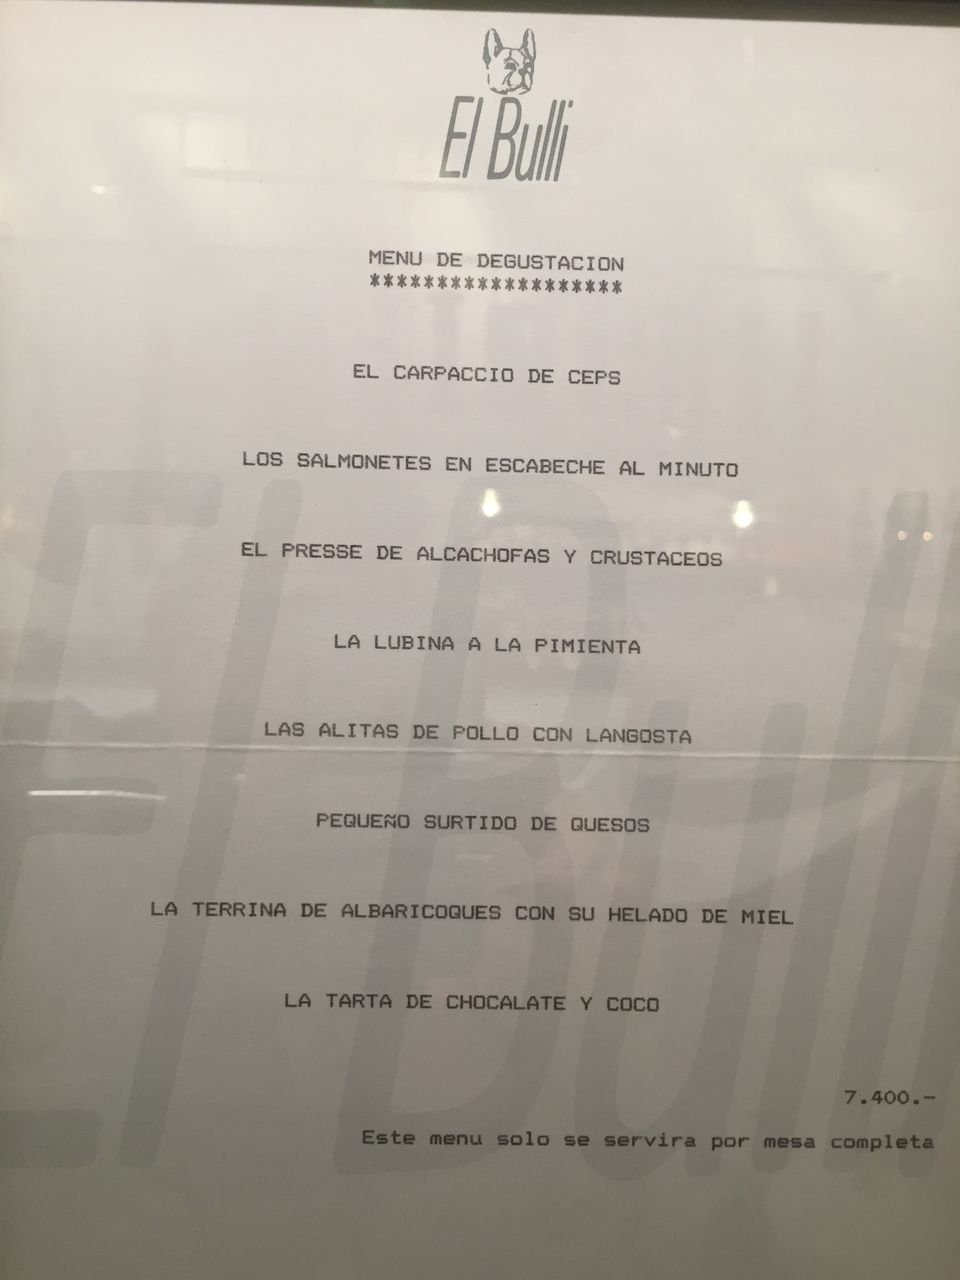 El Bulli
MENU DE DEGUSTACION
*******************
EL CARPACCIO DE CEPS
LOS SALMONETES EN ESCABECHE AL MINUTO
EL PRESSE DE ALCACHOFAS Y CRUSTACEOS
LA LUBINA A LA PIMIENTA
LAS ALITAS DE POLLO CON LANGOSTA
PEQUEÑO SURTIDO DE QUESOS
LA TERRINA DE ALBARICOQUES CON SU HELADO DE MIEL
LA TARTA DE CHOCALATE Y COCO
7.400.-
Este menu solo se servira por mesa completa
El Bulli